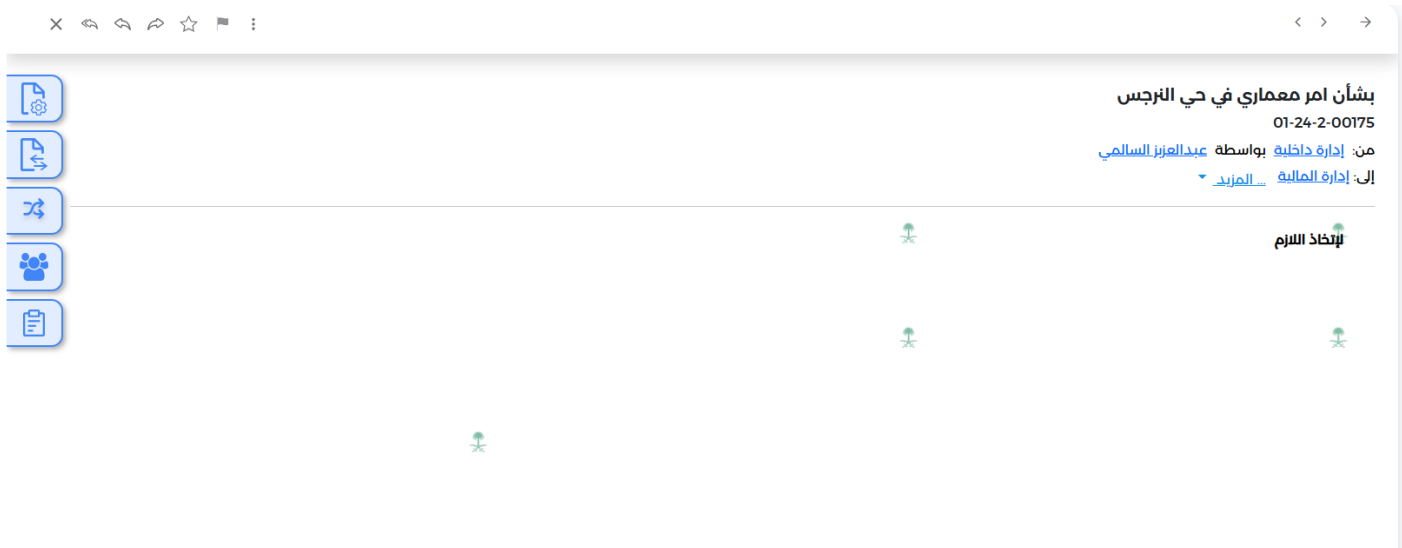 بشأن امر معماري في حي النرجس
01-24-2-00175
من: إدارة داخلية بواسطة عبدالعزيز السالمي
إلى: إدارة المالية ... المزيد
لإتخاذ اللازم